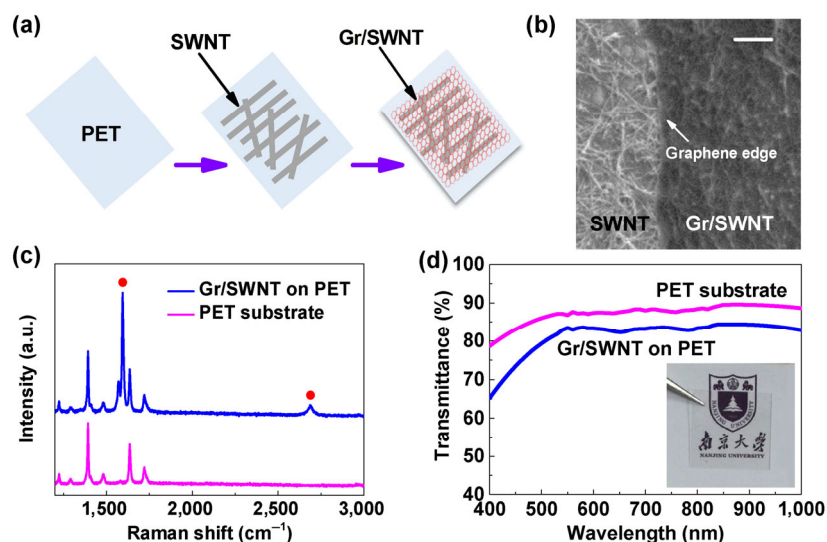 (a)
SWNT
Gr/SWNT
PET
(b)
Graphene edge
SWNT
Gr/SWNT
(c)
Gr/SWNT on PET
PET substrate
Intensity (a.u.)
1,500
2,000
2,500
3,000
Raman shift (cm⁻¹)
(d)
100
90
80
70
60
50
40
Transmittance (%)
PET substrate
Gr/SWNT on PET
NANJING UNIVERSITY
南京大學
NANJING UNIVERSITY
400
500
600
700
800
900
1,000
Wavelength (nm)